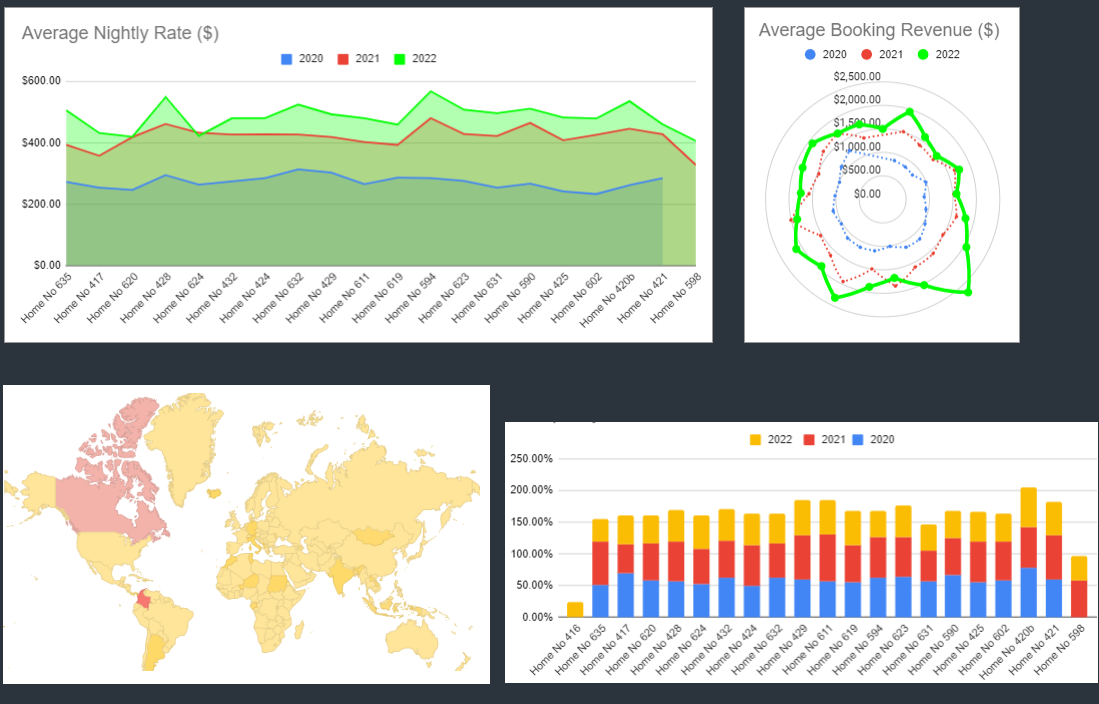 Average Nightly Rate ($)
2020 2021 2022
$600.00
$400.00
$200.00
$0.00
Home No 635
Home No 417
Home No 620
Home No 428
Home No 624
Home No 432
Home No 424
Home No 632
Home No 429
Home No 611
Home No 619
Home No 594
Home No 623
Home No 631
Home No 590
Home No 425
Home No 602
Home No 420b
Home No 421
Home No 598
Average Booking Revenue ($)
2020 2021 2022
$2,500.00
$2,000.00
$1,500.00
$1,000.00
$500.00
$0.00
2022 2021 2020
250.00%
200.00%
150.00%
100.00%
50.00%
0.00%
Home No 416
Home No 635
Home No 417
Home No 620
Home No 428
Home No 624
Home No 432
Home No 424
Home No 632
Home No 429
Home No 611
Home No 619
Home No 594
Home No 623
Home No 631
Home No 590
Home No 425
Home No 602
Home No 420b
Home No 421
Home No 598